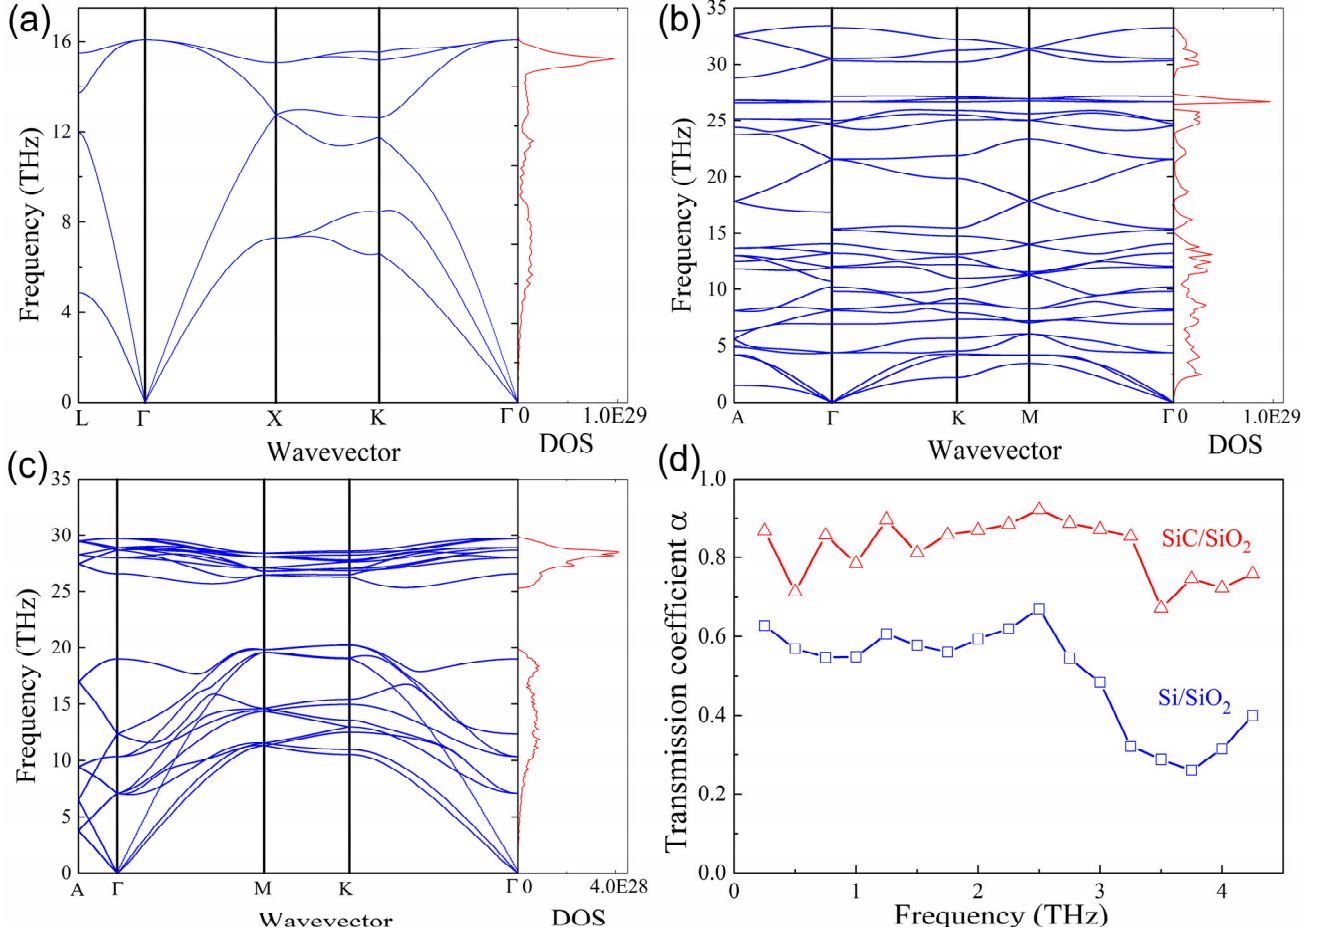 (a)
16
12
8
4
0
Frequency (THz)
L Γ X K Γ 0 1.0E29
Wavevector DOS
(b)
35
30
25
20
15
10
5
0
Frequency (THz)
A Γ K M Γ 0 1.0E29
Wavevector DOS
(c)
35
30
25
20
15
10
5
0
Frequency (THz)
A Γ M K Γ 0 4.0E28
Wavevector DOS
(d)
1.0
0.8
0.6
0.4
0.2
0.0
Transmission coefficient α
SiC/SiO2
Si/SiO2
0 1 2 3 4
Frequency (THz)